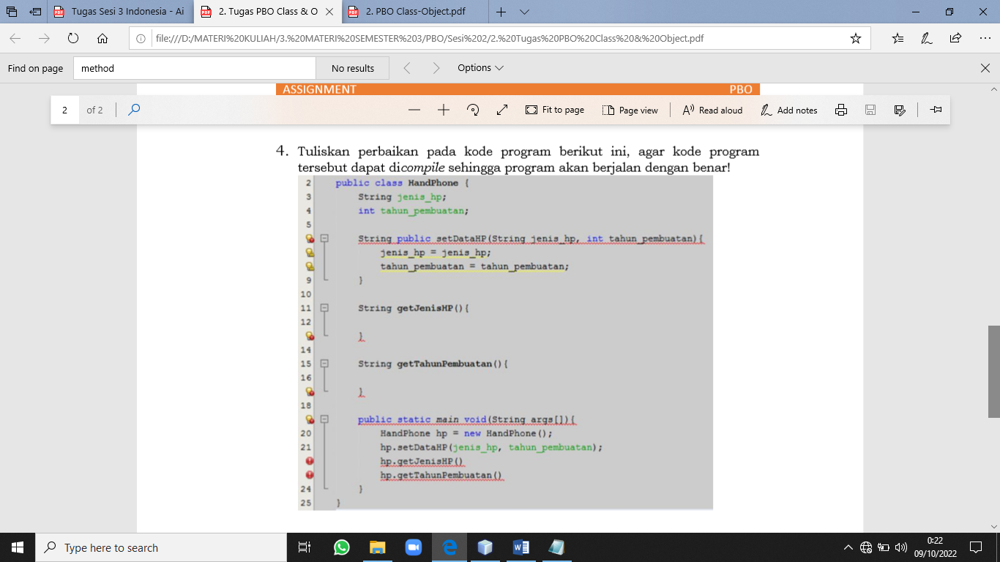 Tugas Sesi 3 Indonesia - Ai
2. Tugas PBO Class & O
2. PBO Class-Object.pdf
file:///D:/MATERI%20KULIAH/3.%20MATERI%20SEMESTER%203/PBO/Sesi%202/2.%20Tugas%20PBO%20Class%20&%20Object.pdf
Find on page
method
No results
Options
ASSIGNMENT PBO
2 of 2
Fit to page
Page view
Read aloud
Add notes
4. Tuliskan perbaikan pada kode program berikut ini, agar kode program
tersebut dapat dicompile sehingga program akan berjalan dengan benar!
2 public class HandPhone {
3 String jenis_hp;
4 int tahun_pembuatan;
5
String public setDataHP(String jenis_hp, int tahun_pembuatan){
jenis_hp = jenis_hp;
tahun_pembuatan = tahun_pembuatan;
9 }
10
11 String getJenisHP(){
12
}
14
15 String getTahunPembuatan(){
16
}
18
public static main void(String args[]){
20 HandPhone hp = new HandPhone();
21 hp.setDataHP(jenis_hp, tahun_pembuatan);
hp.getJenisHP()
hp.getTahunPembuatan()
24 }
25 }
Type here to search
0:22
09/10/2022